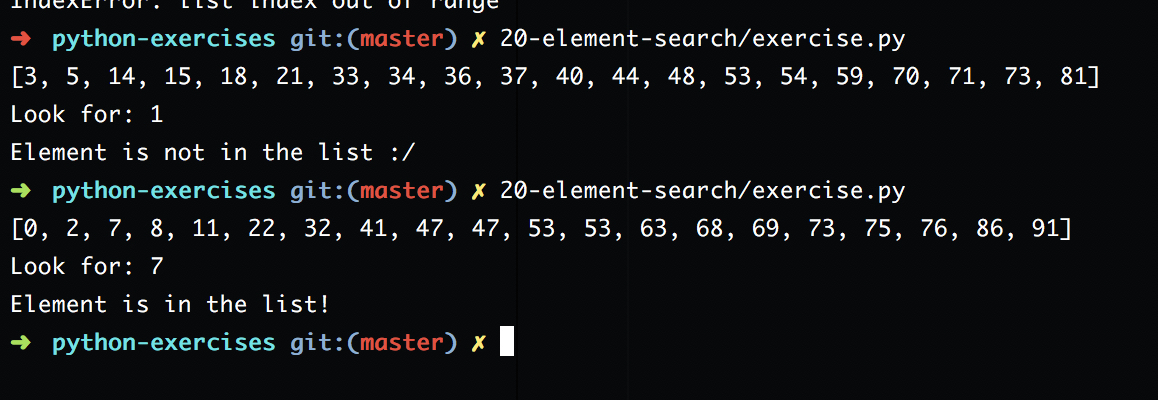 IndexError: list index out of range
➜ python-exercises git:(master) ✗ 20-element-search/exercise.py
[3, 5, 14, 15, 18, 21, 33, 34, 36, 37, 40, 44, 48, 53, 54, 59, 70, 71, 73, 81]
Look for: 1
Element is not in the list :/
➜ python-exercises git:(master) ✗ 20-element-search/exercise.py
[0, 2, 7, 8, 11, 22, 32, 41, 47, 47, 53, 53, 63, 68, 69, 73, 75, 76, 86, 91]
Look for: 7
Element is in the list!
➜ python-exercises git:(master) ✗